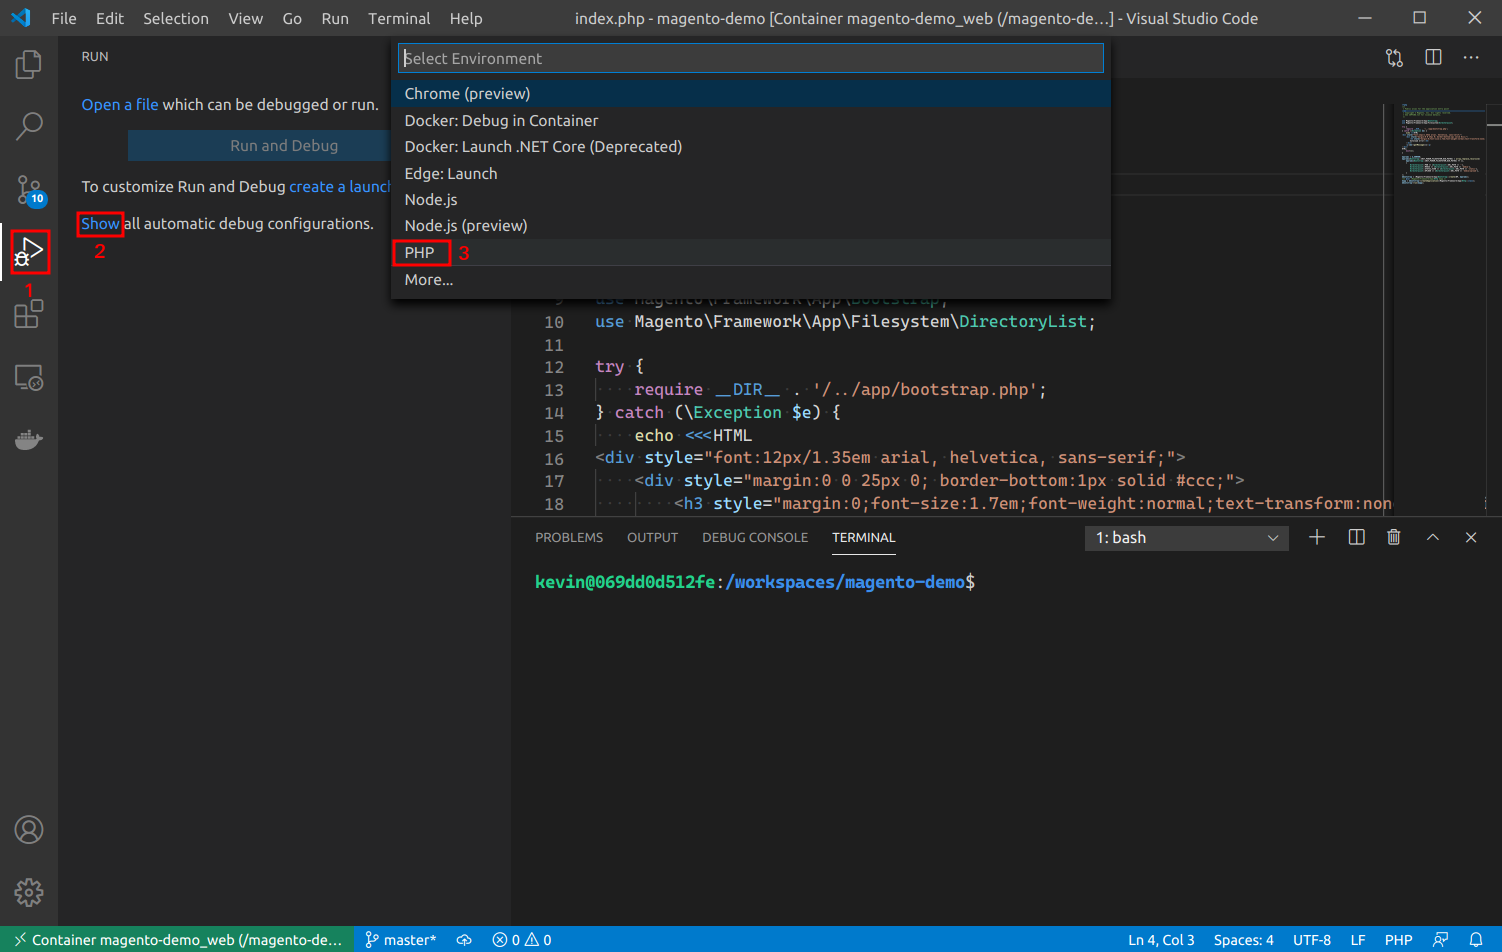 File Edit Selection View Go Run Terminal Help
index.php - magento-demo [Container magento-demo_web (/magento-de...] - Visual Studio Code
RUN
Open a file which can be debugged or run.
Run and Debug
To customize Run and Debug create a launc
Show all automatic debug configurations.
2
1
10
Select Environment
Chrome (preview)
Docker: Debug in Container
Docker: Launch .NET Core (Deprecated)
Edge: Launch
Node.js
Node.js (preview)
PHP 3
More...
9 use Magento\Framework\App\Bootstrap;
10 use Magento\Framework\App\Filesystem\DirectoryList;
11
12 try {
13 require __DIR__ . '/../app/bootstrap.php';
14 } catch (\Exception $e) {
15 echo <<<HTML
16 <div style="font:12px/1.35em arial, helvetica, sans-serif;">
17 <div style="margin:0 0 25px 0; border-bottom:1px solid #ccc;">
18 <h3 style="margin:0;font-size:1.7em;font-weight:normal;text-transform:non
PROBLEMS OUTPUT DEBUG CONSOLE TERMINAL
1: bash
kevin@069dd0d512fe:/workspaces/magento-demo$
Container magento-demo_web (/magento-de... master* 0 0
Ln 4, Col 3 Spaces: 4 UTF-8 LF PHP